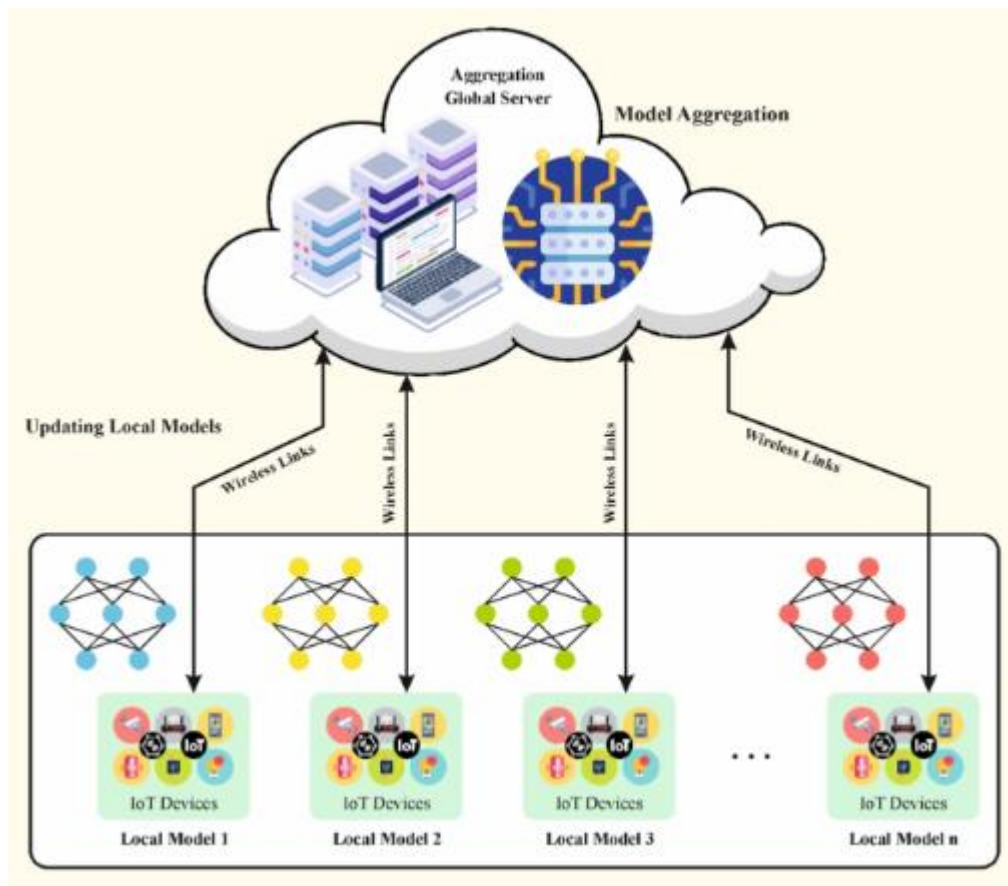 Aggregation
Global Server
Model Aggregation
Updating Local Models
Wireless Links
Wireless Links
Wireless Links
Wireless Links
IoT
IoT
IoT
IoT
IoT Devices
IoT Devices
IoT Devices
. . .
IoT Devices
Local Model 1
Local Model 2
Local Model 3
Local Model n